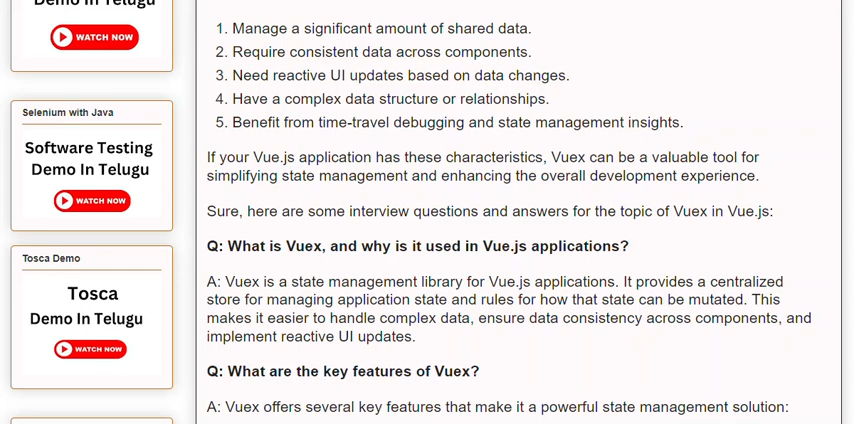 Demo In Telugu
WATCH NOW
Selenium with Java
Software Testing
Demo In Telugu
WATCH NOW
Tosca Demo
Tosca
Demo In Telugu
WATCH NOW
1. Manage a significant amount of shared data.
2. Require consistent data across components.
3. Need reactive UI updates based on data changes.
4. Have a complex data structure or relationships.
5. Benefit from time-travel debugging and state management insights.
If your Vue.js application has these characteristics, Vuex can be a valuable tool for
simplifying state management and enhancing the overall development experience.
Sure, here are some interview questions and answers for the topic of Vuex in Vue.js:
Q: What is Vuex, and why is it used in Vue.js applications?
A: Vuex is a state management library for Vue.js applications. It provides a centralized
store for managing application state and rules for how that state can be mutated. This
makes it easier to handle complex data, ensure data consistency across components, and
implement reactive UI updates.
Q: What are the key features of Vuex?
A: Vuex offers several key features that make it a powerful state management solution: